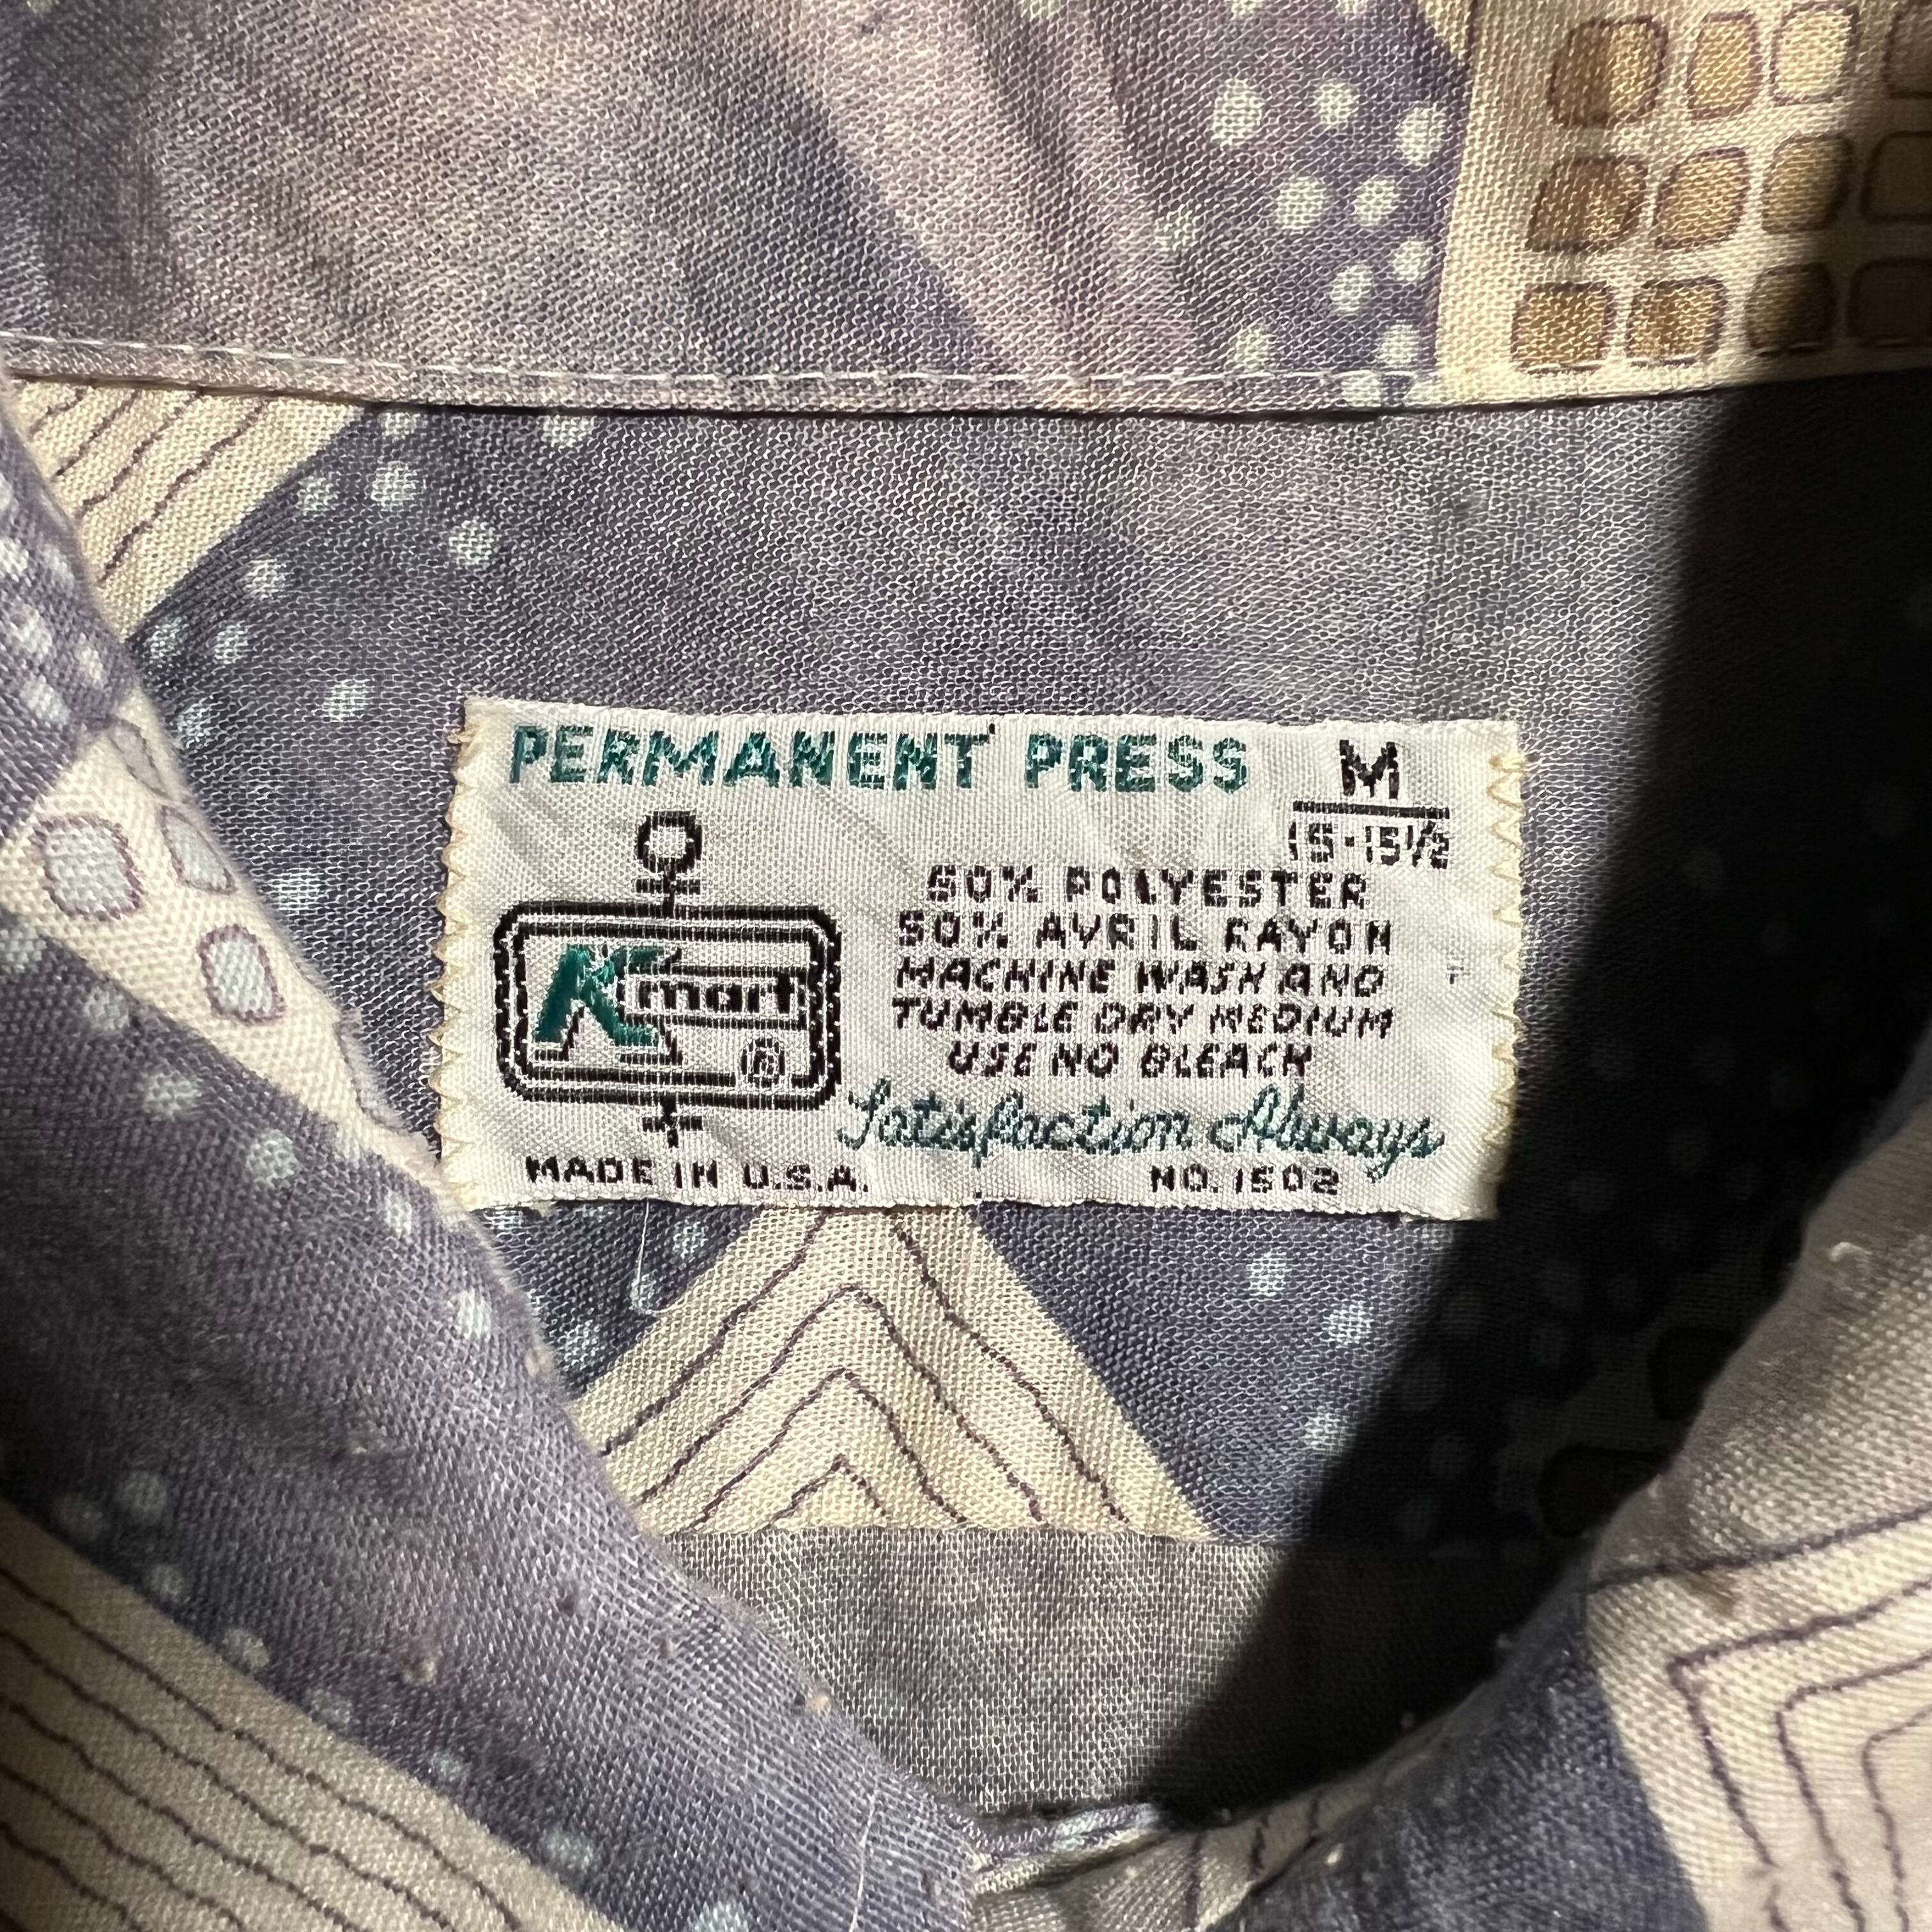 PERMANENT PRESS
M
15-15½
50% POLYESTER
50% AVRIL RAYON
MACHINE WASH AND
TUMBLE DRY MEDIUM
USE NO BLEACH
Kmart
®
Satisfaction Always
MADE IN U.S.A. NO. 1502